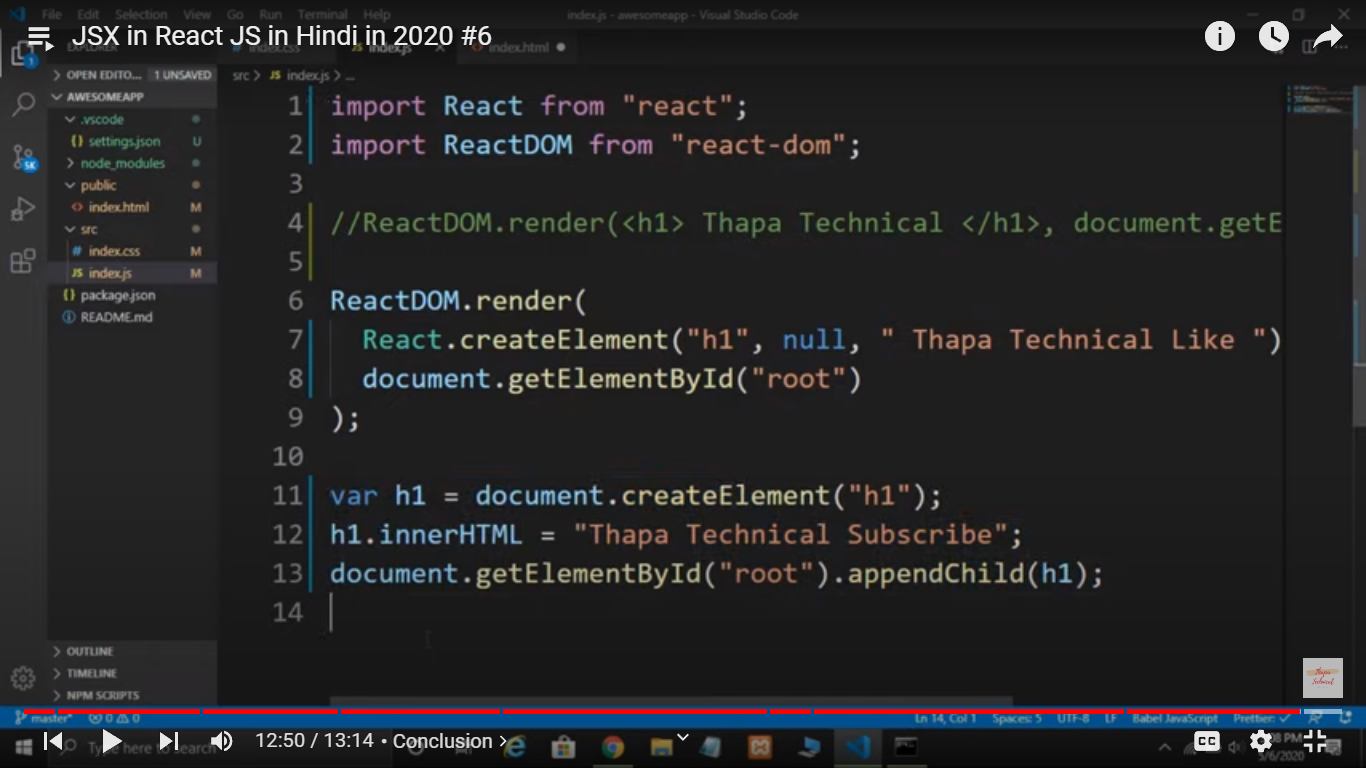 File Edit Selection View Go Run Terminal Help
index.js - awesomeapp - Visual Studio Code
JSX in React JS in Hindi in 2020 #6
EXPLORER
index.css
index.js
index.html
OPEN EDITO... 1 UNSAVED
src > JS index.js > ...
AWESOMEAPP
.vscode
settings.json U
node_modules
public
index.html M
src
index.css M
JS index.js M
package.json
README.md
1 import React from "react";
2 import ReactDOM from "react-dom";
3
4 //ReactDOM.render(<h1> Thapa Technical </h1>, document.getE
5
6 ReactDOM.render(
7 React.createElement("h1", null, " Thapa Technical Like ")
8 document.getElementById("root")
9 );
10
11 var h1 = document.createElement("h1");
12 h1.innerHTML = "Thapa Technical Subscribe";
13 document.getElementById("root").appendChild(h1);
14
OUTLINE
TIMELINE
NPM SCRIPTS
Thapa Technical
master* 0 0
Ln 14, Col 1 Spaces: 5 UTF-8 LF Babel JavaScript Prettier: ✓
Type here to search
12:50 / 13:14 • Conclusion >
CC
5/6/2020